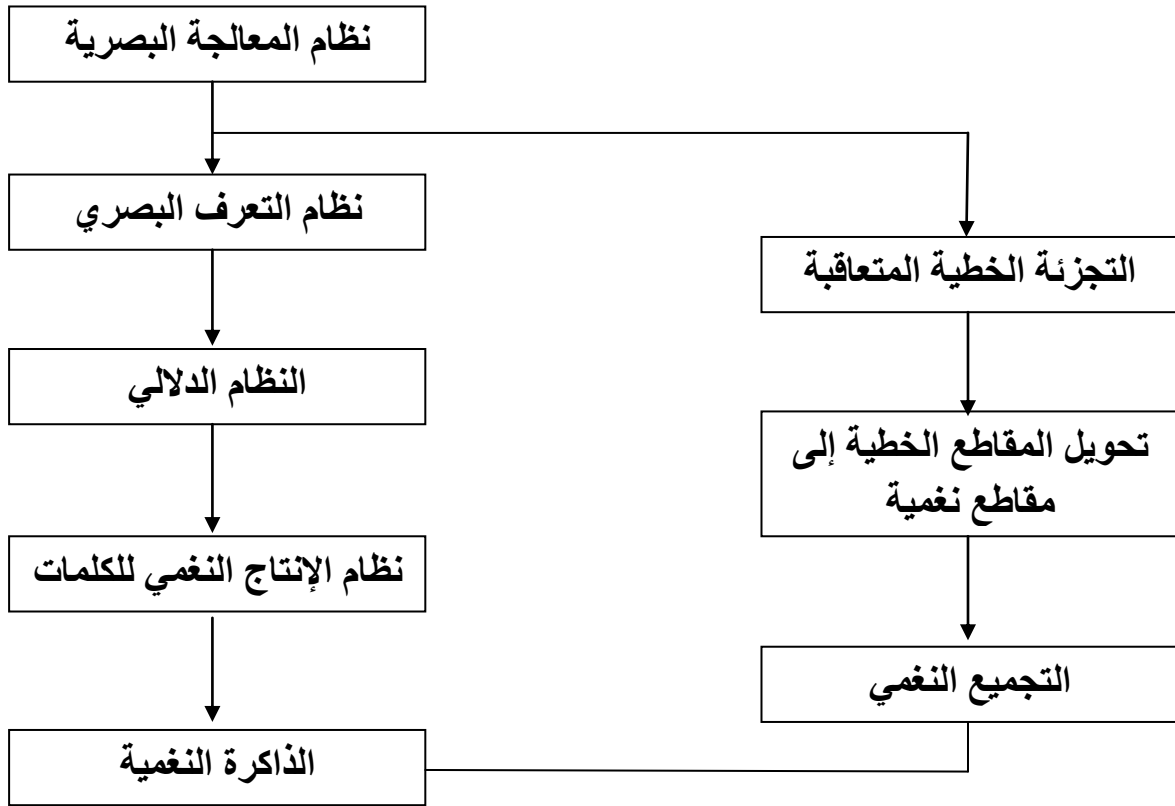 نظام المعالجة البصرية
نظام التعرف البصري
التجزئة الخطية المتعاقبة
النظام الدلالي
تحويل المقاطع الخطية إلى
مقاطع نغمية
نظام الإنتاج النغمي للكلمات
التجميع النغمي
الذاكرة النغمية